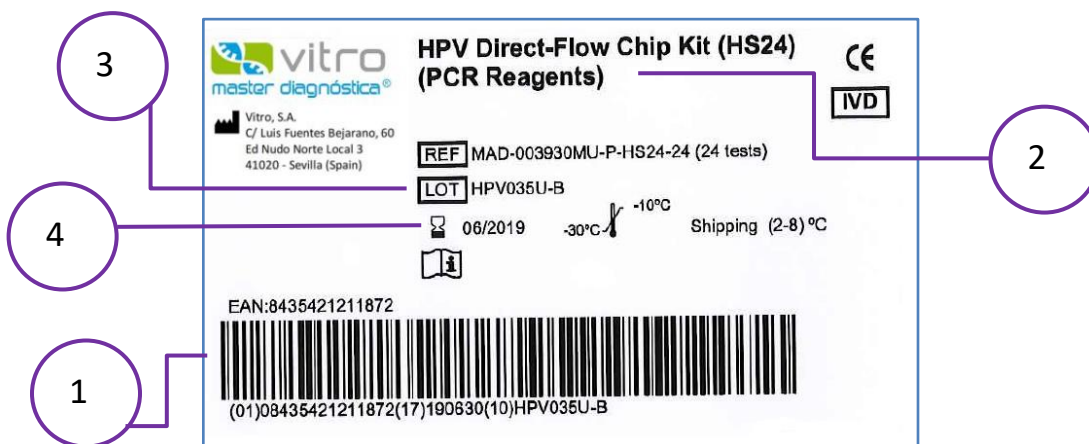 3
vitro
master diagnóstica®
HPV Direct-Flow Chip Kit (HS24)
(PCR Reagents)
CE
IVD
Vitro, S.A.
C/ Luis Fuentes Bejarano, 60
Ed Nudo Norte Local 3
41020 - Sevilla (Spain)
REF MAD-003930MU-P-HS24-24 (24 tests)
2
LOT HPV035U-B
4
06/2019 -30ºC -10ºC Shipping (2-8) ºC
i
EAN:8435421211872
1
(01)08435421211872(17)190630(10)HPV035U-B